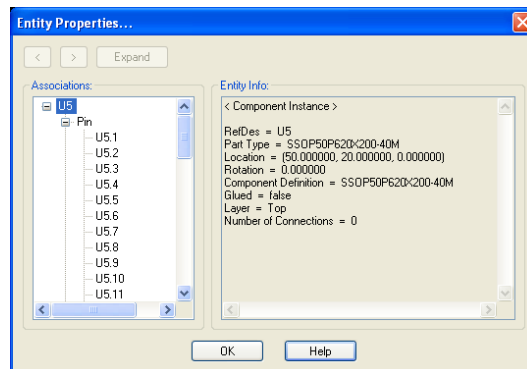 Entity Properties...
< > Expand
Associations:
U5
Pin
U5.1
U5.2
U5.3
U5.4
U5.5
U5.6
U5.7
U5.8
U5.9
U5.10
U5.11
Entity Info:
< Component Instance >
RefDes = U5
Part Type = SSOP50P620X200-40M
Location = (50.000000, 20.000000, 0.000000)
Rotation = 0.000000
Component Definition = SSOP50P620X200-40M
Glued = false
Layer = Top
Number of Connections = 0
OK Help